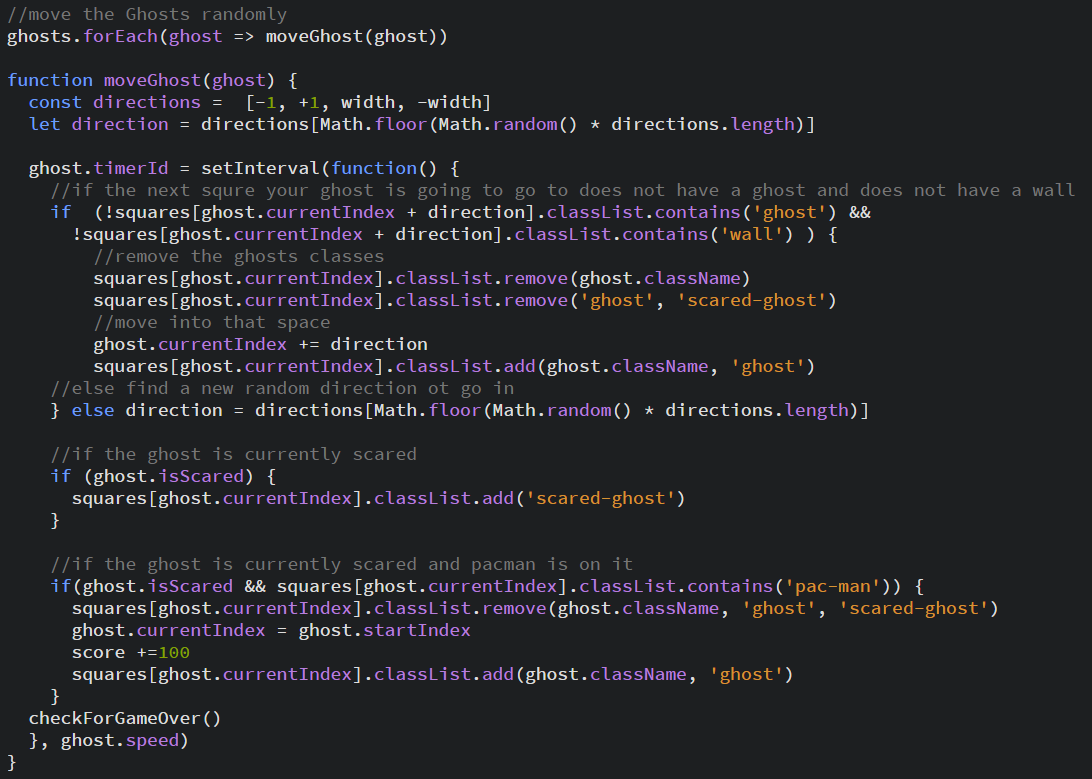 //move the Ghosts randomly
ghosts.forEach(ghost => moveGhost(ghost))

function moveGhost(ghost) {
  const directions =  [-1, +1, width, -width]
  let direction = directions[Math.floor(Math.random() * directions.length)]

  ghost.timerId = setInterval(function() {
    //if the next squre your ghost is going to go to does not have a ghost and does not have a wall
    if  (!squares[ghost.currentIndex + direction].classList.contains('ghost') &&
      !squares[ghost.currentIndex + direction].classList.contains('wall') ) {
        //remove the ghosts classes
        squares[ghost.currentIndex].classList.remove(ghost.className)
        squares[ghost.currentIndex].classList.remove('ghost', 'scared-ghost')
        //move into that space
        ghost.currentIndex += direction
        squares[ghost.currentIndex].classList.add(ghost.className, 'ghost')
    //else find a new random direction ot go in
    } else direction = directions[Math.floor(Math.random() * directions.length)]

    //if the ghost is currently scared
    if (ghost.isScared) {
      squares[ghost.currentIndex].classList.add('scared-ghost')
    }

    //if the ghost is currently scared and pacman is on it
    if(ghost.isScared && squares[ghost.currentIndex].classList.contains('pac-man')) {
      squares[ghost.currentIndex].classList.remove(ghost.className, 'ghost', 'scared-ghost')
      ghost.currentIndex = ghost.startIndex
      score +=100
      squares[ghost.currentIndex].classList.add(ghost.className, 'ghost')
    }
  checkForGameOver()
  }, ghost.speed)
}